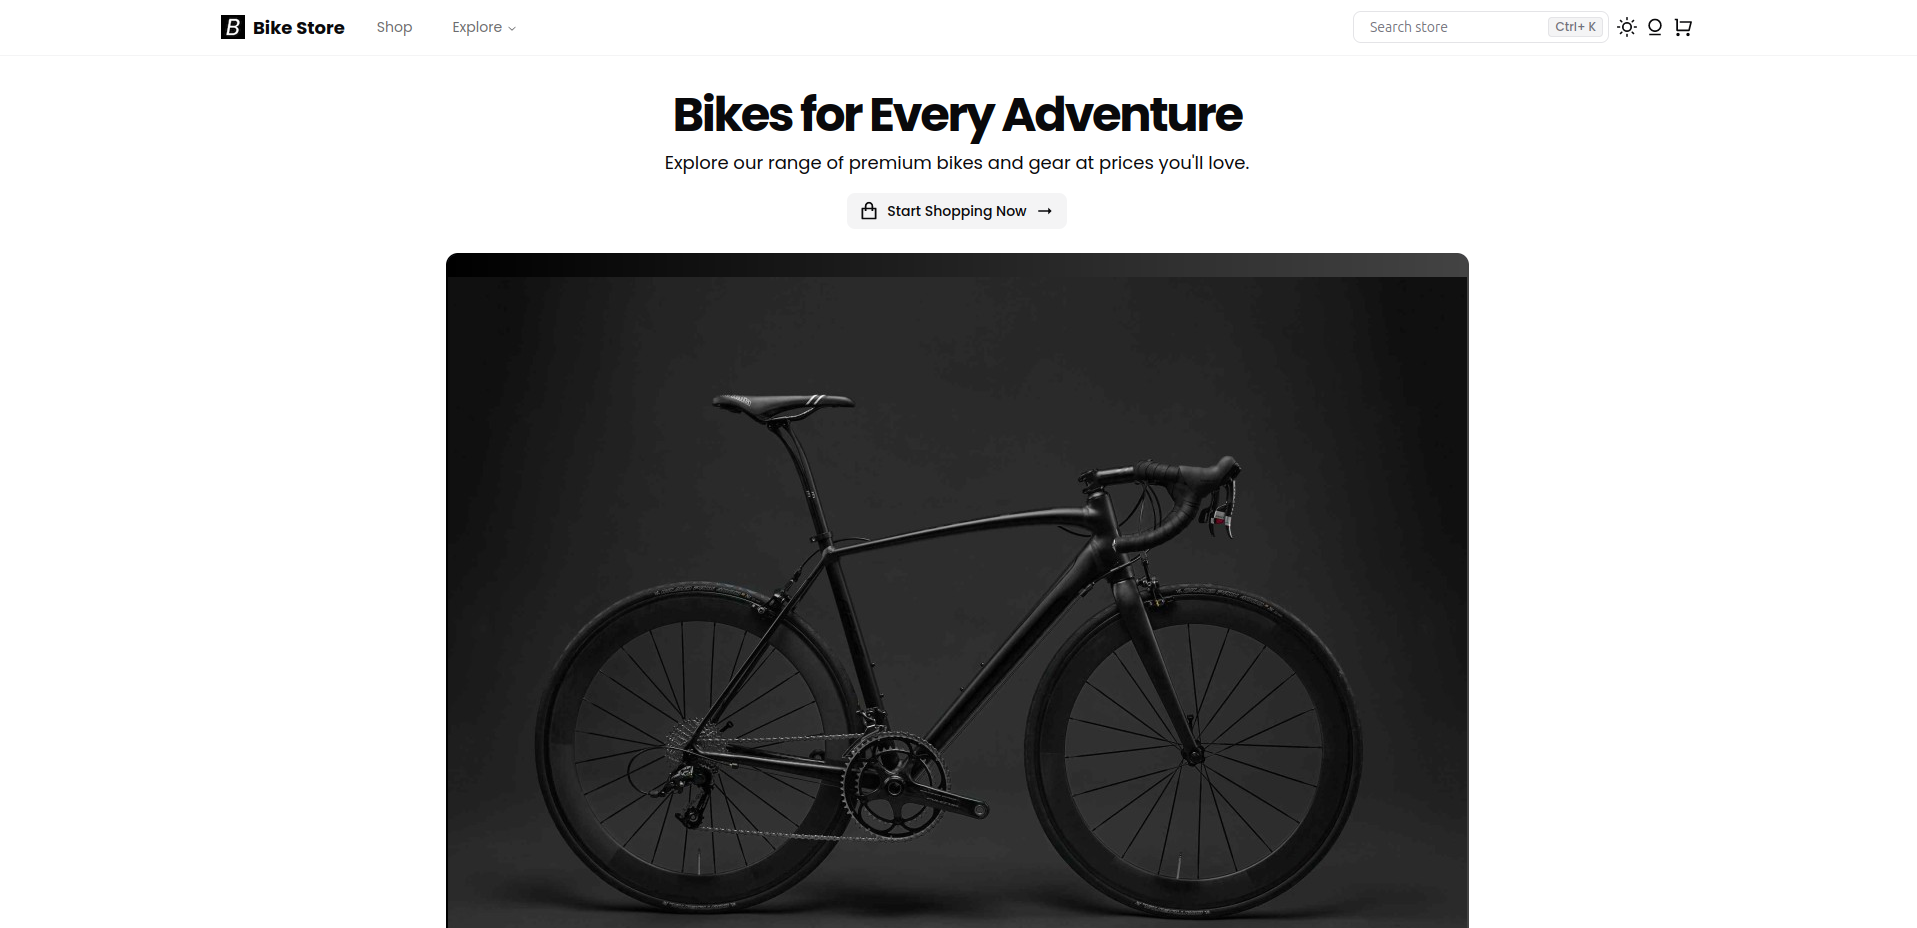 B Bike Store
Shop
Explore
Search store
Ctrl+ K
Bikes for Every Adventure
Explore our range of premium bikes and gear at prices you'll love.
Start Shopping Now